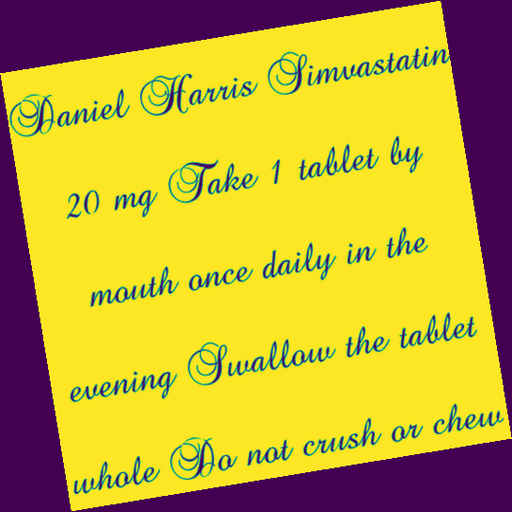 Daniel Harris Simvastatin
20 mg Take 1 tablet by
mouth once daily in the
evening Swallow the tablet
whole Do not crush or chew